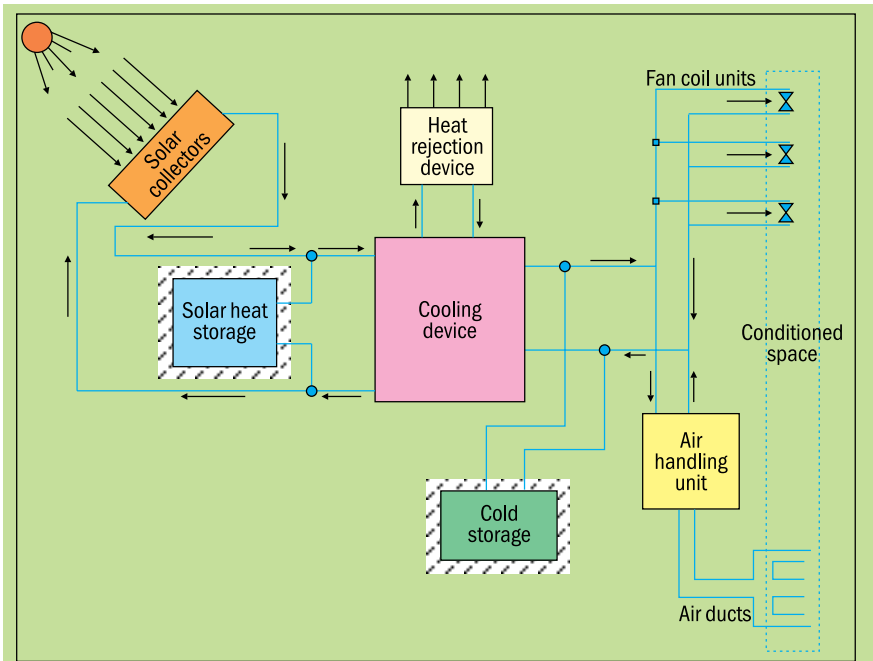 Fan coil units
Solar
collectors
Heat
rejection
device
Solar heat
storage
Cooling
device
Conditioned
space
Air
handling
unit
Cold
storage
Air ducts